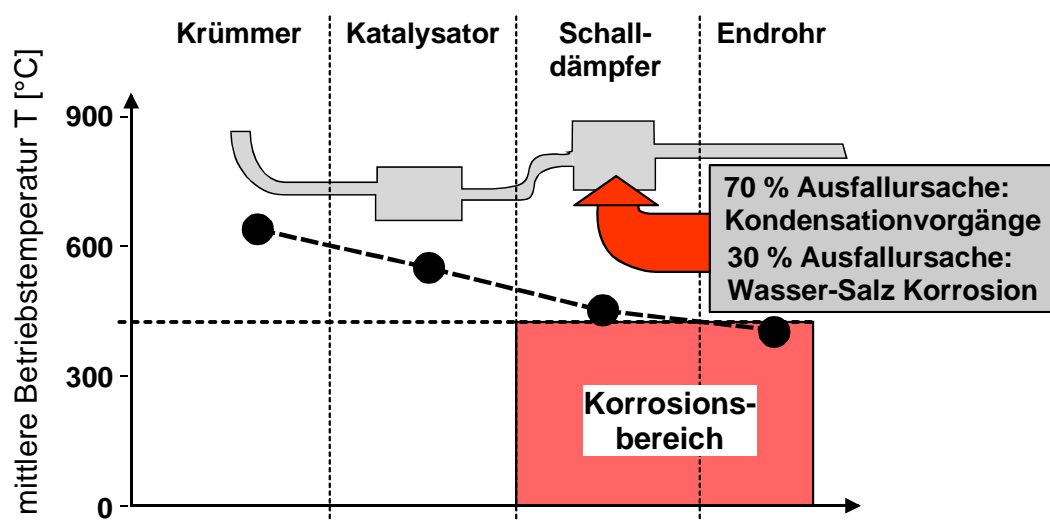 Krümmer
Katalysator
Schall-
dämpfer
Endrohr
mittlere Betriebstemperatur T [°C]
900
600
300
0
70 % Ausfallursache:
Kondensationvorgänge
30 % Ausfallursache:
Wasser-Salz Korrosion
Korrosions-
bereich